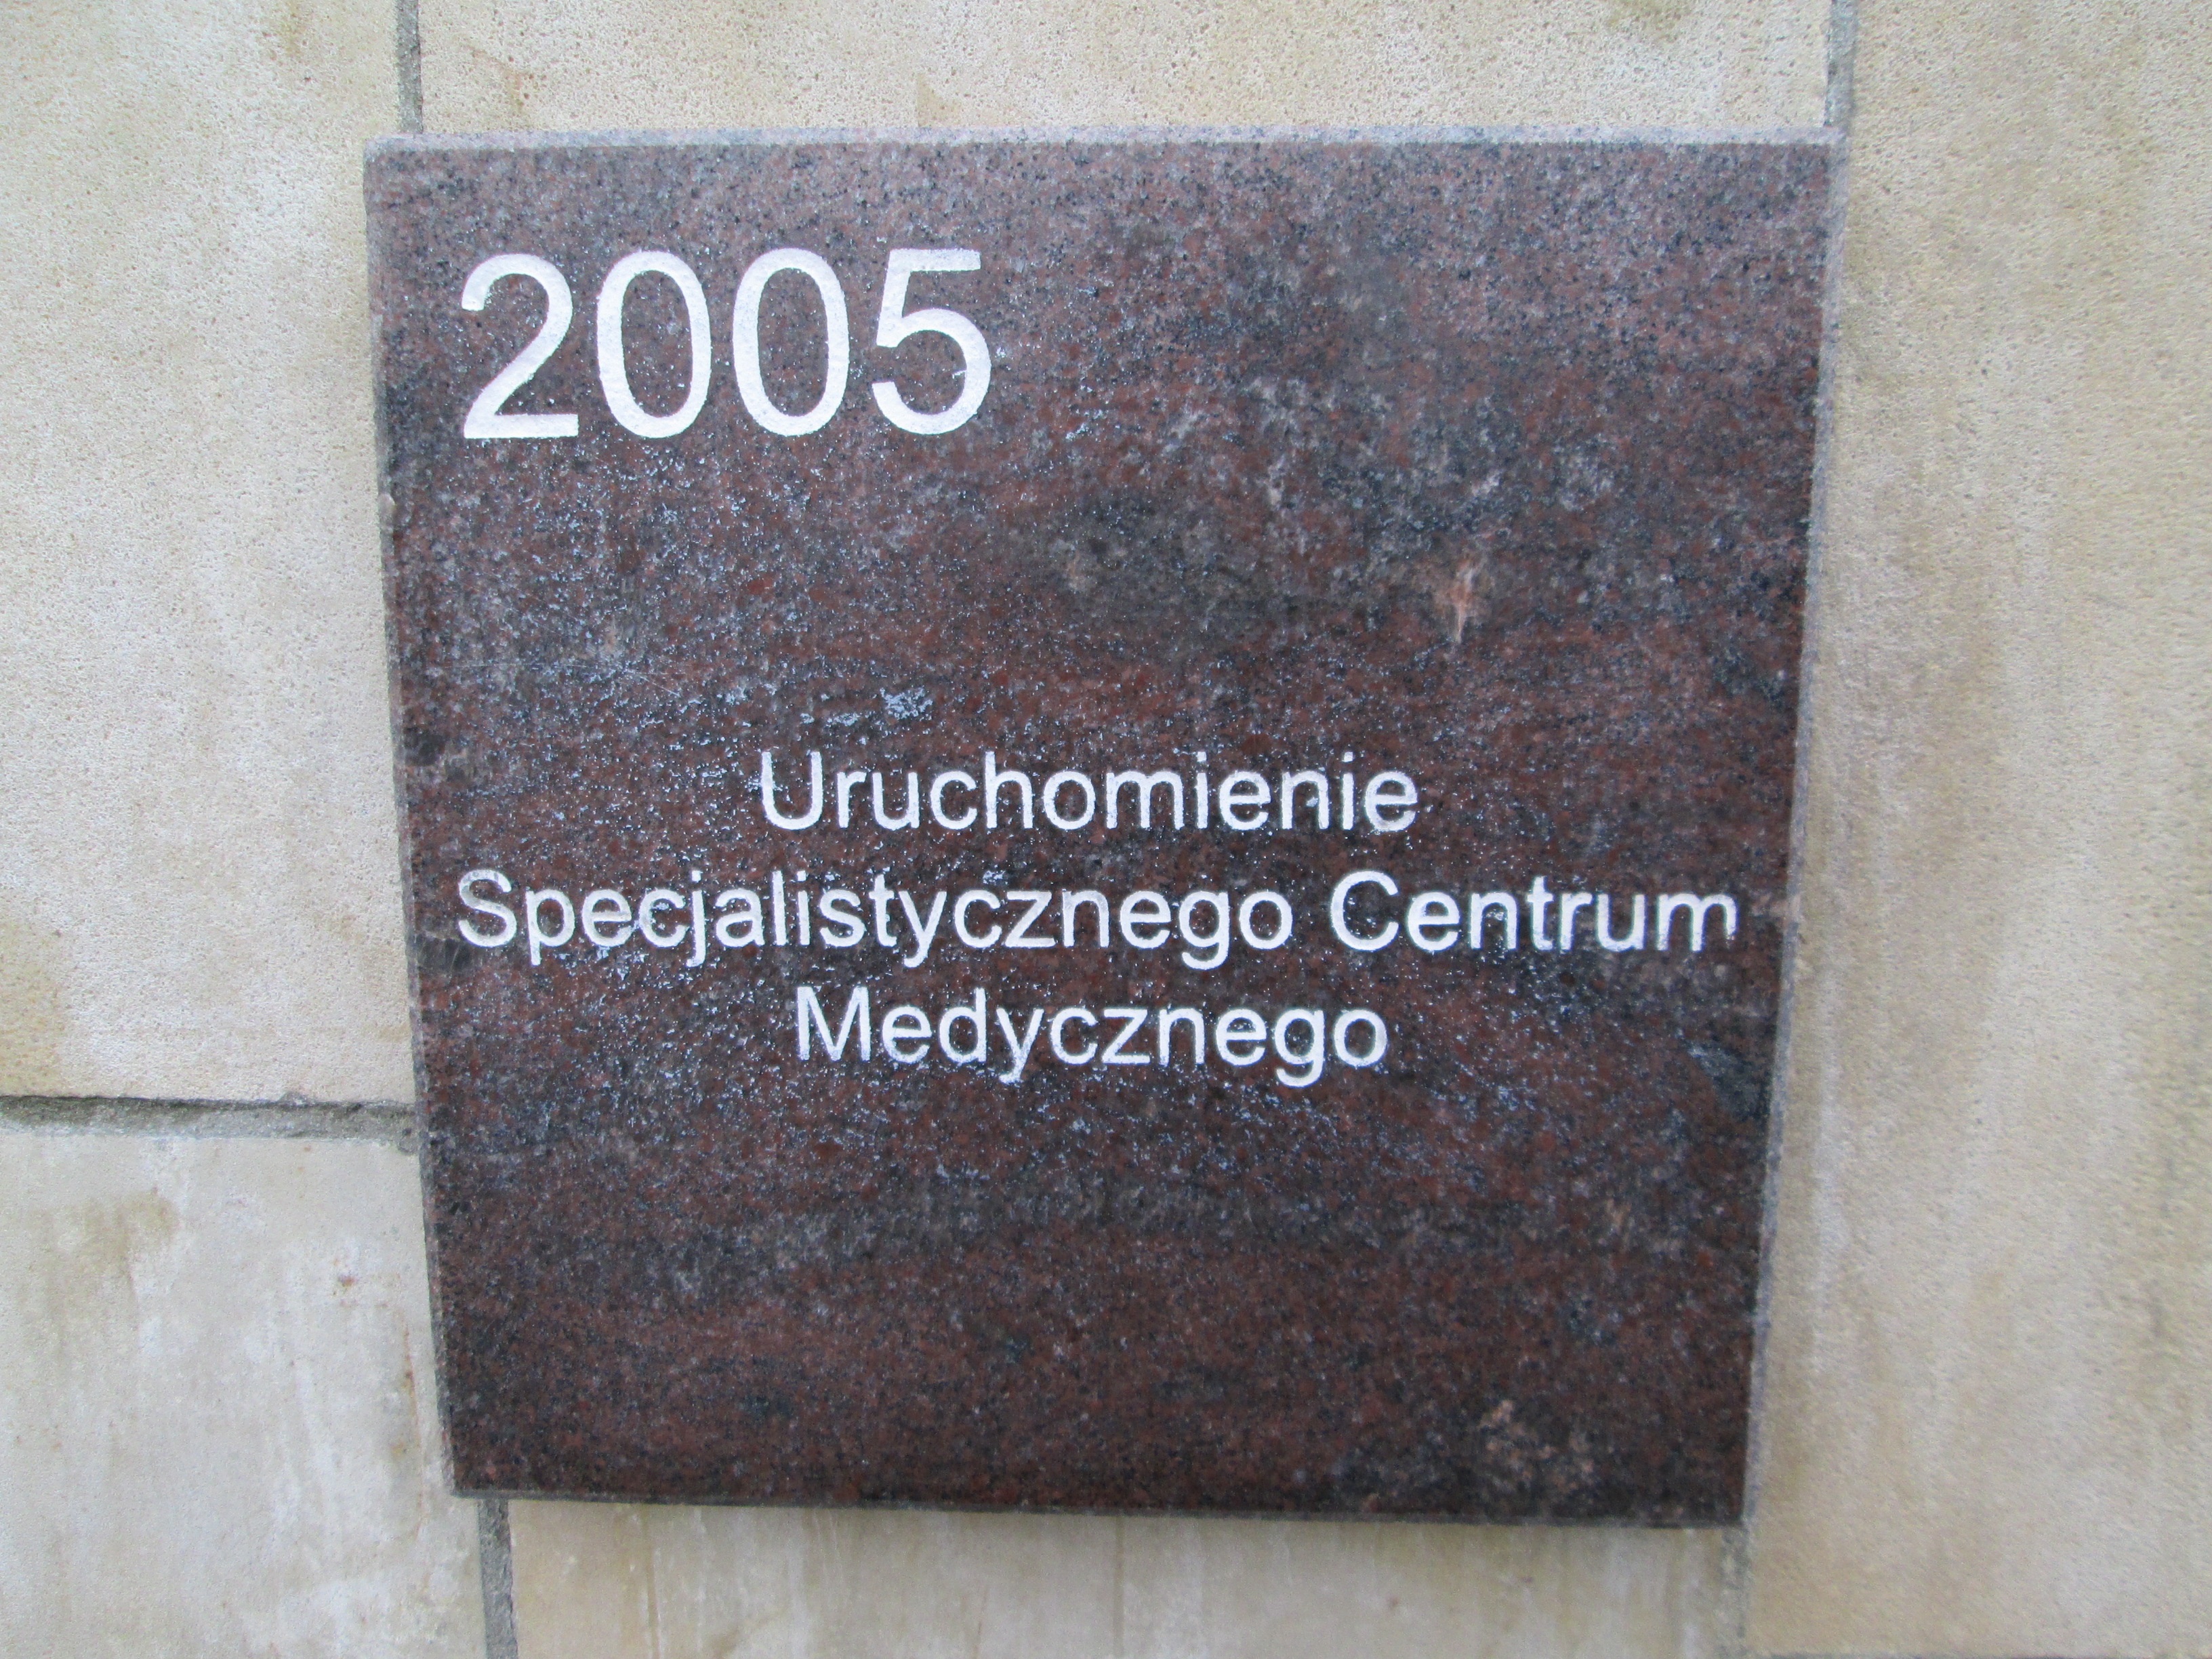 2005
Uruchomienie
Specjalistycznego Centrum
Medycznego